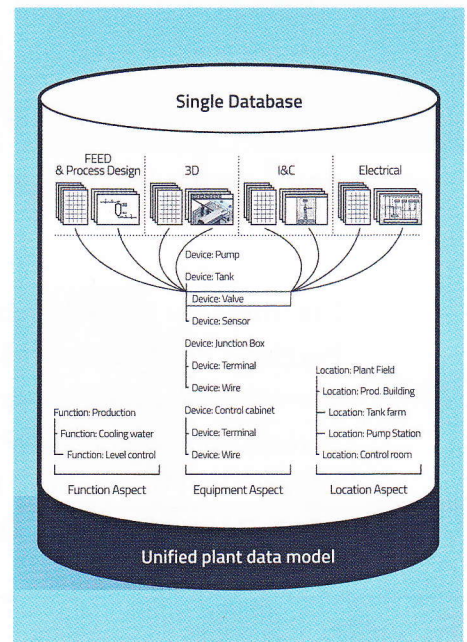 Single Database
FEED
& Process Design
3D
I&C
Electrical
Device: Pump
Device: Tank
Device: Valve
Device: Sensor
Device: Junction Box
Device: Terminal
Device: Wire
Device: Control cabinet
Device: Terminal
Device: Wire
Function: Production
Function: Cooling water
Function: Level control
Location: Plant Field
Location: Prod. Building
Location: Tank farm
Location: Pump Station
Location: Control room
Function Aspect
Equipment Aspect
Location Aspect
Unified plant data model